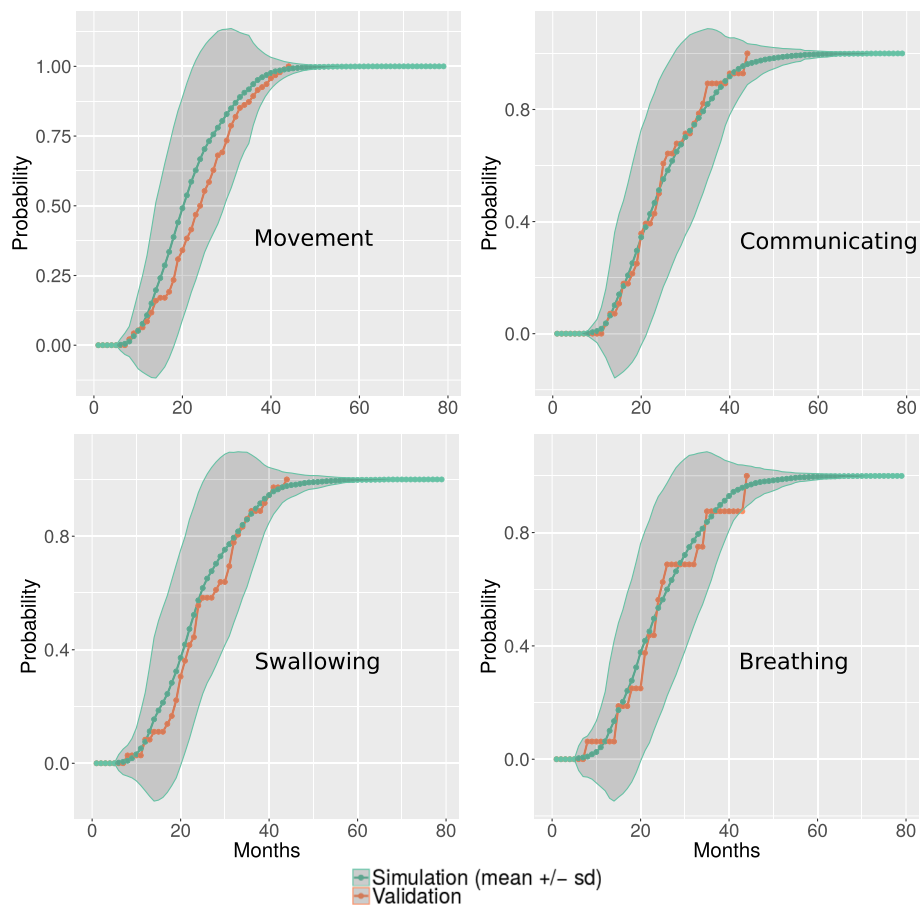 1.00
0.75
0.50
0.25
0.00
Probability
Movement
0 20 40 60 80
0.8
0.4
0.0
Probability
Communicating
0 20 40 60 80
0.8
0.4
0.0
Probability
Swallowing
0 20 40 60 80
Months
0.8
0.4
0.0
Probability
Breathing
0 20 40 60 80
Months
Simulation (mean +/− sd)
Validation